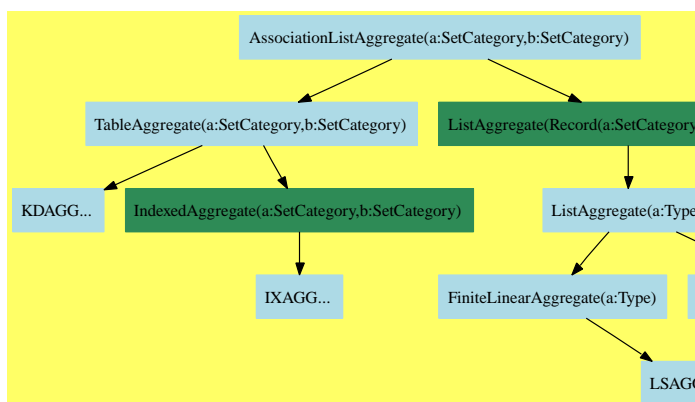 AssociationListAggregate(a:SetCategory,b:SetCategory)
TableAggregate(a:SetCategory,b:SetCategory)
ListAggregate(Record(a:SetCategory
KDAGG...
IndexedAggregate(a:SetCategory,b:SetCategory)
ListAggregate(a:Type
IXAGG...
FiniteLinearAggregate(a:Type)